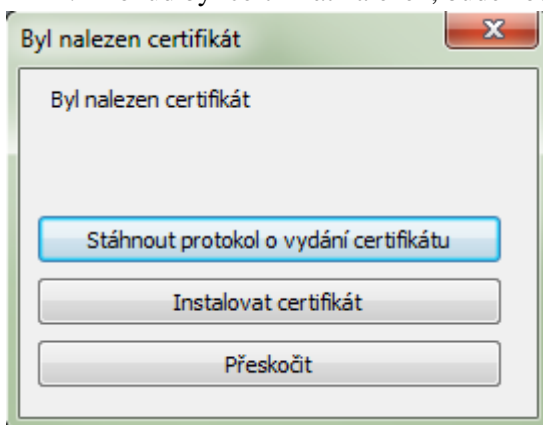 Byl nalezen certifikát
Byl nalezen certifikát
Stáhnout protokol o vydání certifikátu
Instalovat certifikát
Přeskočit